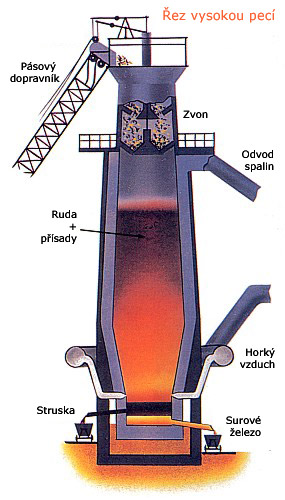 Řez vysokou pecí
Pásový
dopravník
Zvon
Odvod
spalin
Ruda
+
přísady
Horký
vzduch
Struska
Surové
železo